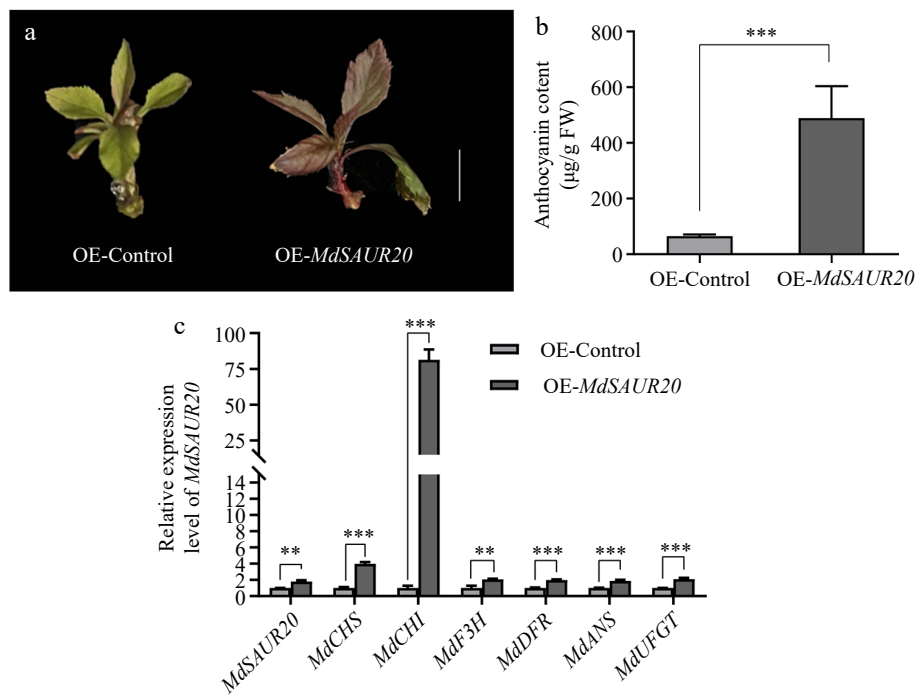 a
OE-Control
OE-MdSAUR20
b
Anthocyanin cotent
(μg/g FW)
800
600
400
200
0
***
OE-Control
OE-MdSAUR20
c
Relative expression
level of MdSAUR20
100
75
50
25
14
12
10
8
6
4
2
0
**
***
***
**
***
***
***
OE-Control
OE-MdSAUR20
MdSAUR20
MdCHS
MdCHI
MdF3H
MdDFR
MdANS
MdUFGT